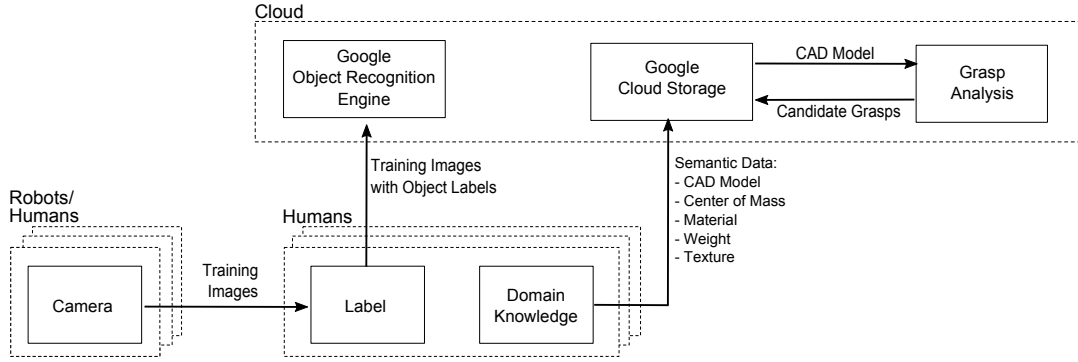 Cloud
Google
Object Recognition
Engine
Google
Cloud Storage
CAD Model
Candidate Grasps
Grasp
Analysis
Training Images
with Object Labels
Semantic Data:
- CAD Model
- Center of Mass
- Material
- Weight
- Texture
Robots/
Humans
Camera
Training
Images
Humans
Label
Domain
Knowledge